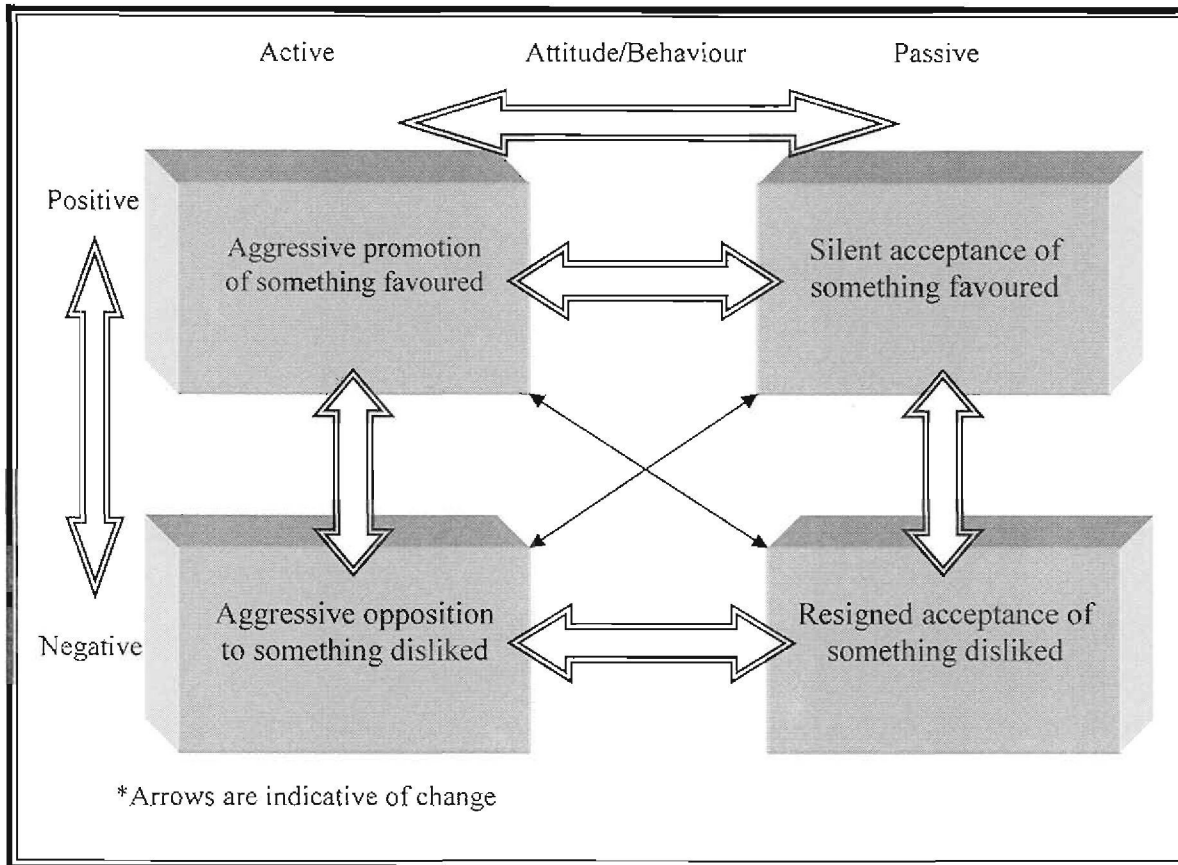 Active Attitude/Behaviour Passive
Positive
Aggressive promotion
of something favoured
Silent acceptance of
something favoured
Negative
Aggressive opposition
to something disliked
Resigned acceptance of
something disliked
*Arrows are indicative of change